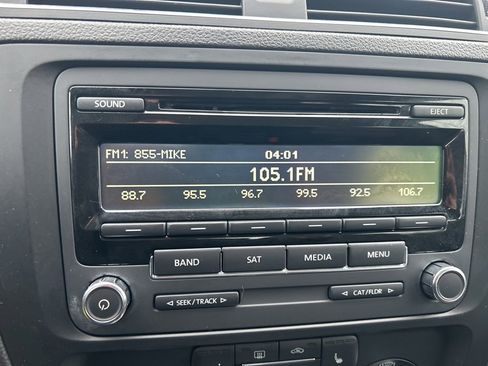 SOUND
EJECT
FM1: 855-MIKE 04:01
105.1FM
88.7 95.5 96.7 99.5 92.5 106.7
BAND SAT MEDIA MENU
SEEK/TRACK
CAT/FLDR